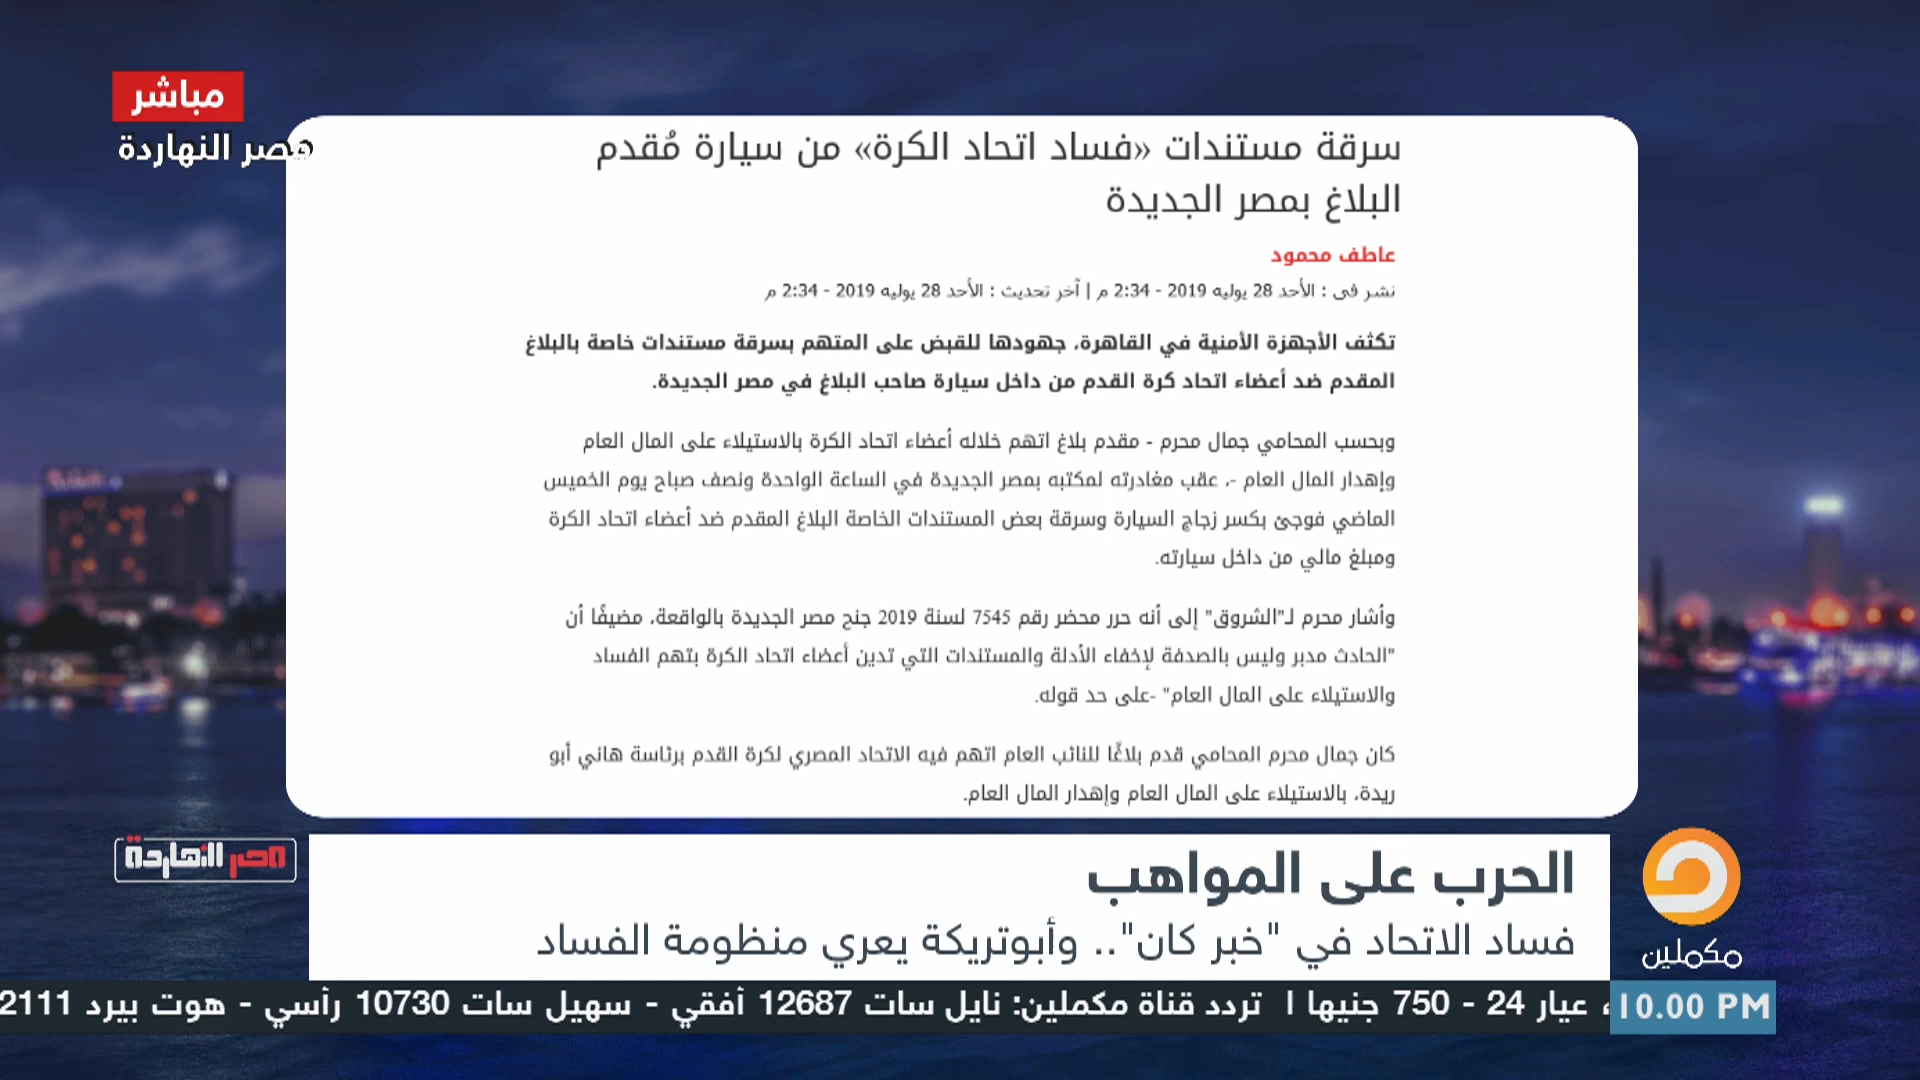 مباشر
مصر النهاردة
سرقة مستندات «فساد اتحاد الكرة» من سيارة مُقدم
البلاغ بمصر الجديدة
عاطف محمود
نشر فى : الأحد 28 يوليه 2019 - 2:34 م | آخر تحديث : الأحد 28 يوليه 2019 - 2:34 م
تكثف الأجهزة الأمنية في القاهرة، جهودها للقبض على المتهم بسرقة مستندات خاصة بالبلاغ
المقدم ضد أعضاء اتحاد كرة القدم من داخل سيارة صاحب البلاغ في مصر الجديدة.
وبحسب المحامي جمال محرم - مقدم بلاغ اتهم خلاله أعضاء اتحاد الكرة بالاستيلاء على المال العام
وإهدار المال العام -، عقب مغادرته لمكتبه بمصر الجديدة في الساعة الواحدة ونصف صباح يوم الخميس
الماضي فوجئ بكسر زجاج السيارة وسرقة بعض المستندات الخاصة البلاغ المقدم ضد أعضاء اتحاد الكرة
ومبلغ مالي من داخل سيارته.
وأشار محرم لـ"الشروق" إلى أنه حرر محضر رقم 7545 لسنة 2019 جنح مصر الجديدة بالواقعة، مضيفًا أن
"الحادث مدبر وليس بالصدفة لإخفاء الأدلة والمستندات التي تدين أعضاء اتحاد الكرة بتهم الفساد
والاستيلاء على المال العام" -على حد قوله.
كان جمال محرم المحامي قدم بلاغًا للنائب العام اتهم فيه الاتحاد المصري لكرة القدم برئاسة هاني أبو
ريدة، بالاستيلاء على المال العام وإهدار المال العام.
مصر النهاردة
الحرب على المواهب
فساد الاتحاد في "خبر كان".. وأبوتريكة يعري منظومة الفساد
مكملين
عيار 24 - 750 جنيها | تردد قناة مكملين: نايل سات 12687 أفقي - سهيل سات 10730 رأسي - هوت بيرد 2111
10.00 PM